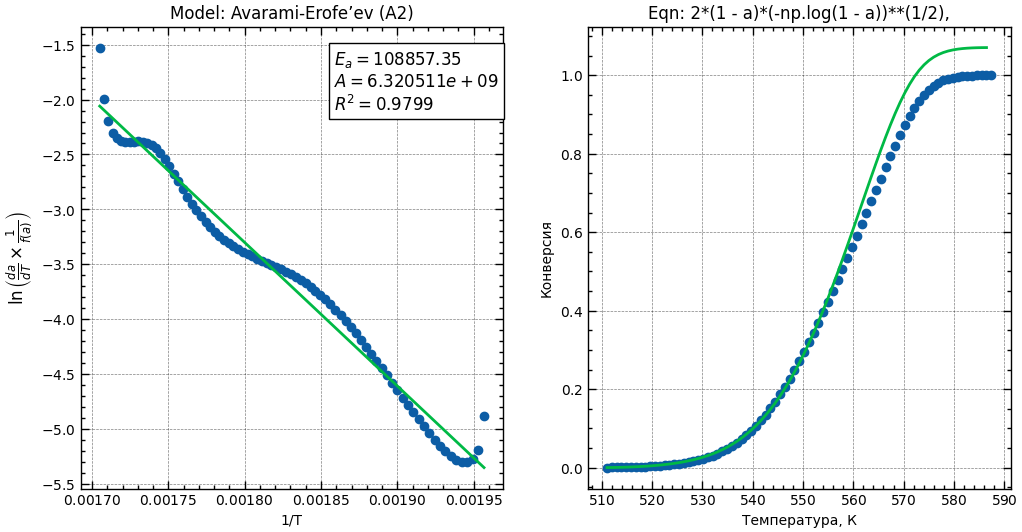 Model: Avarami-Erofe’ev (A2)
−1.5
−2.0
−2.5
−3.0
−3.5
−4.0
−4.5
−5.0
−5.5
ln(da/dT × 1/f(a))
E_a = 108857.35
A = 6.320511e + 09
R² = 0.9799
0.00170 0.00175 0.00180 0.00185 0.00190 0.00195
1/T
Eqn: 2*(1 - a)*(-np.log(1 - a))**(1/2),
1.0
0.8
0.6
0.4
0.2
0.0
Конверсия
510 520 530 540 550 560 570 580 590
Температура, К